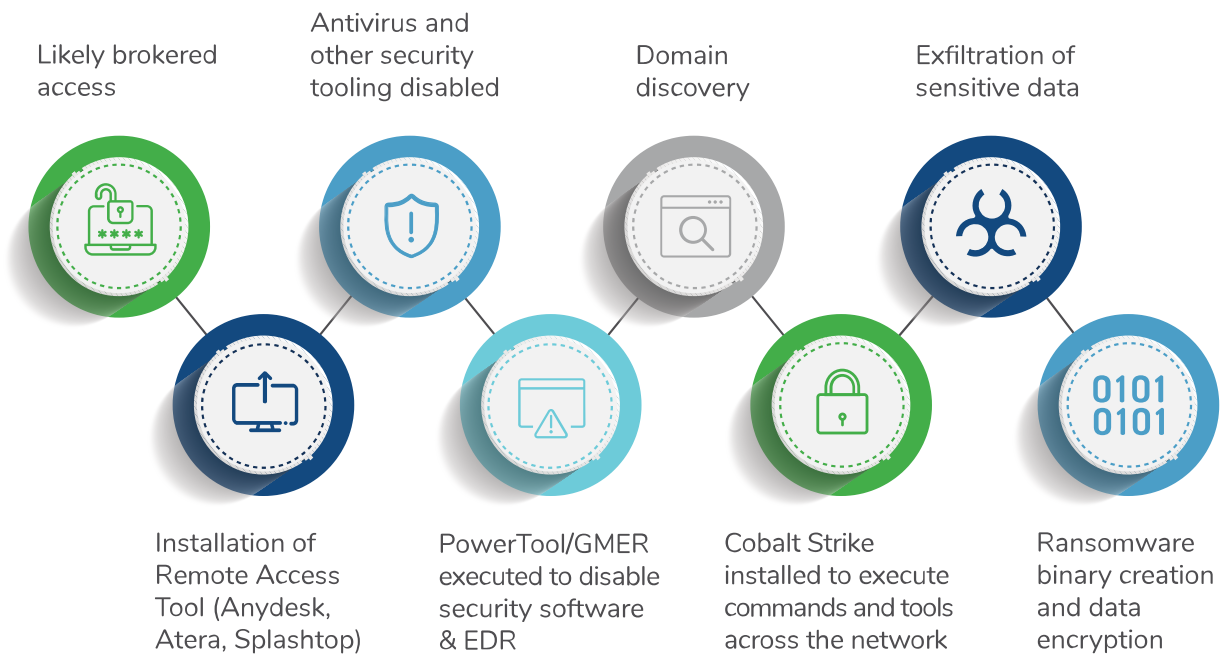 Likely brokered
access
Installation of
Remote Access
Tool (Anydesk,
Atera, Splashtop)
Antivirus and
other security
tooling disabled
PowerTool/GMER
executed to disable
security software
& EDR
Domain
discovery
Cobalt Strike
installed to execute
commands and tools
across the network
Exfiltration of
sensitive data
Ransomware
binary creation
and data
encryption
****
0101
0101